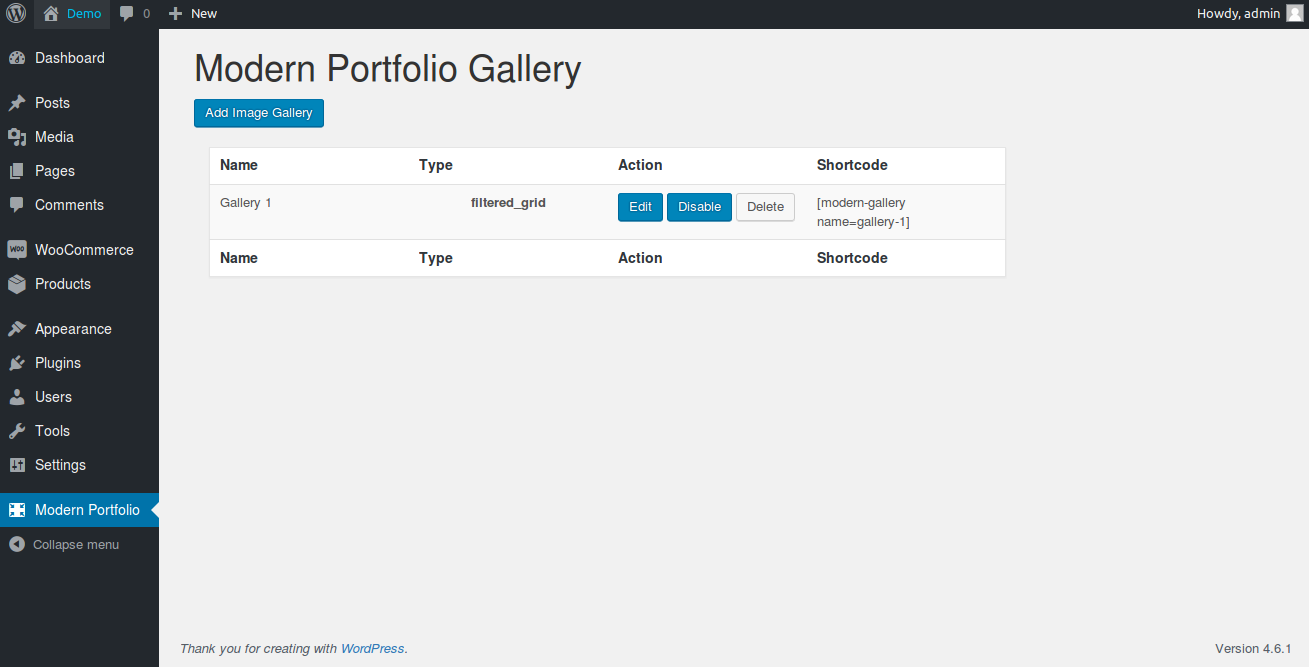 Demo 0 New Howdy, admin
Dashboard
Posts
Media
Pages
Comments
WOO WooCommerce
Products
Appearance
Plugins
Users
Tools
Settings
Modern Portfolio
Collapse menu
Modern Portfolio Gallery
Add Image Gallery
Name Type Action Shortcode
Gallery 1 filtered_grid Edit Disable Delete [modern-gallery
name=gallery-1]
Name Type Action Shortcode
Thank you for creating with WordPress. Version 4.6.1